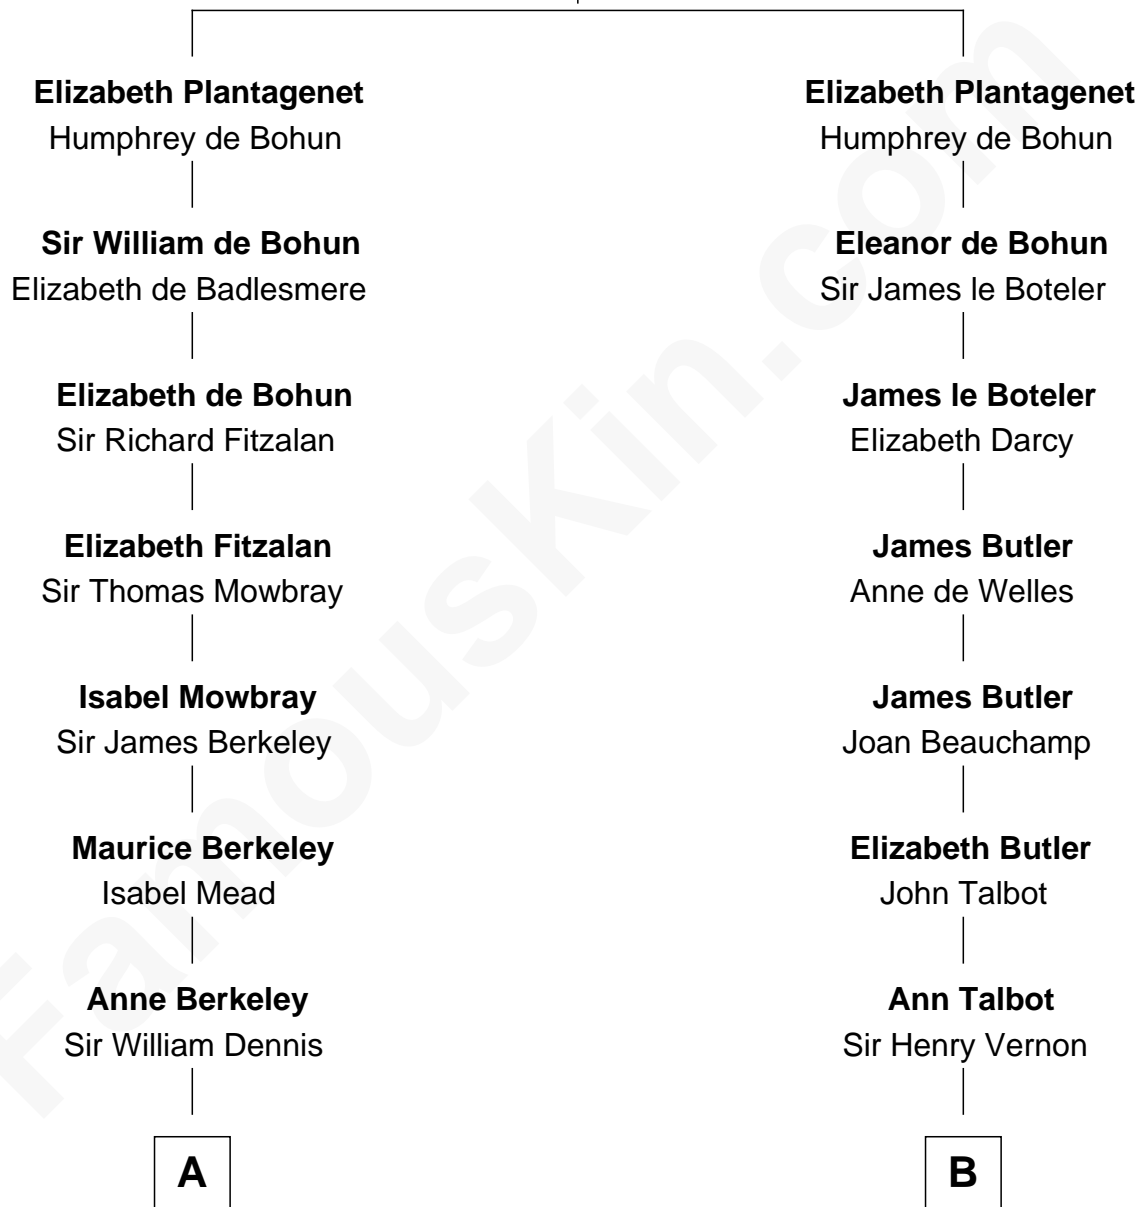 Elizabeth Plantagenet
Humphrey de Bohun
Sir William de Bohun
Elizabeth de Badlesmere
Elizabeth de Bohun
Sir Richard Fitzalan
Elizabeth Fitzalan
Sir Thomas Mowbray
Isabel Mowbray
Sir James Berkeley
Maurice Berkeley
Isabel Mead
Anne Berkeley
Sir William Dennis
A
Elizabeth Plantagenet
Humphrey de Bohun
Eleanor de Bohun
Sir James le Boteler
James le Boteler
Elizabeth Darcy
James Butler
Anne de Welles
James Butler
Joan Beauchamp
Elizabeth Butler
John Talbot
Ann Talbot
Sir Henry Vernon
B
FamousKin.com